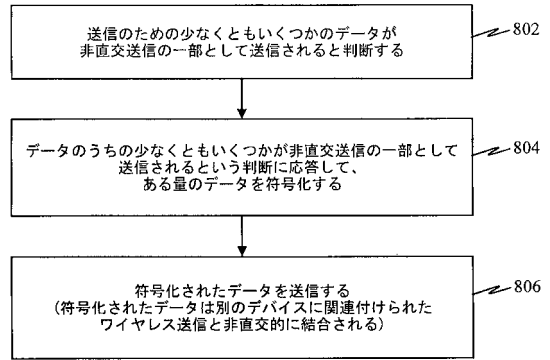 送信のための少なくともいくつかのデータが
非直交送信の一部として送信されると判断する
802
データのうちの少なくともいくつかが非直交送信の一部として
送信されるという判断に応答して、
ある量のデータを符号化する
804
符号化されたデータを送信する
(符号化されたデータは別のデバイスに関連付けられた
ワイヤレス送信と非直交的に結合される)
806